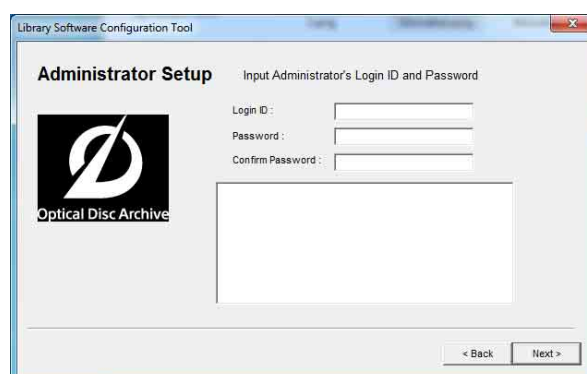 Library Software Configuration Tool
Administrator Setup
Input Administrator's Login ID and Password
Login ID :
Password :
Confirm Password :
Optical Disc Archive
< Back
Next >